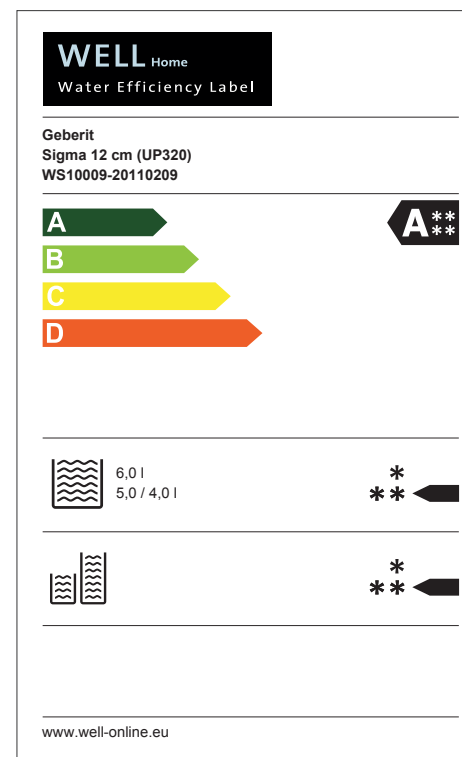 WELL Home
Water Efficiency Label
Geberit
Sigma 12 cm (UP320)
WS10009-20110209
A
A****
B
C
D
6,0 l
5,0 / 4,0 l
*
**
*
**
www.well-online.eu